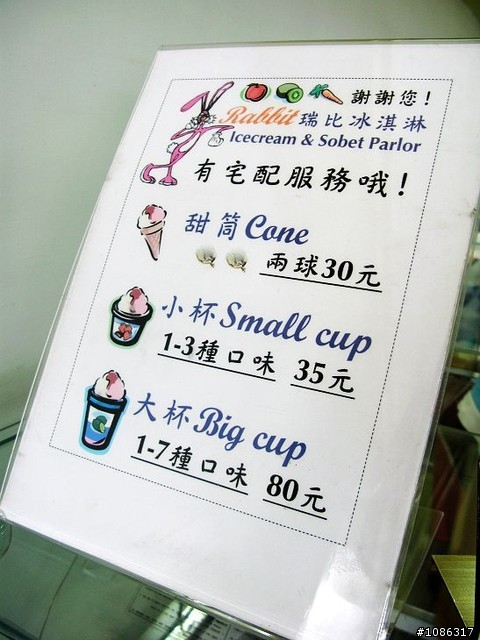 謝謝您！
Rabbit 瑞比冰淇淋
Icecream & Sobet Parlor
有宅配服務哦！
甜筒 Cone
兩球30元
小杯 Small cup
1-3種口味 35元
大杯 Big cup
1-7種口味 80元
#1086317